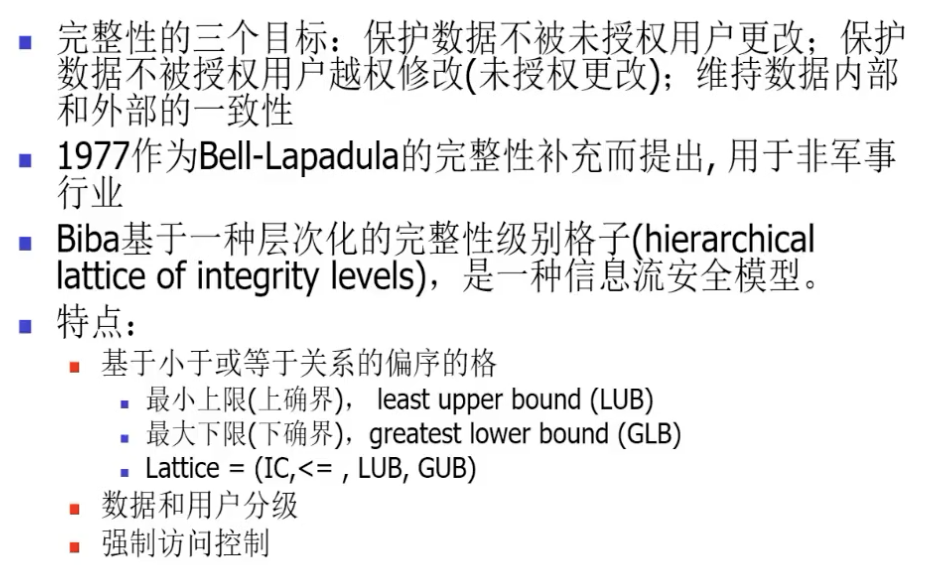 完整性的三个目标：保护数据不被未授权用户更改；保护
数据不被授权用户越权修改(未授权更改)；维持数据内部
和外部的一致性
1977作为Bell-Lapadula的完整性补充而提出, 用于非军事
行业
Biba基于一种层次化的完整性级别格子(hierarchical
lattice of integrity levels)，是一种信息流安全模型。
特点：
基于小于或等于关系的偏序的格
最小上限(上确界)， least upper bound (LUB)
最大下限(下确界)，greatest lower bound (GLB)
Lattice = (IC,<= , LUB, GUB)
数据和用户分级
强制访问控制